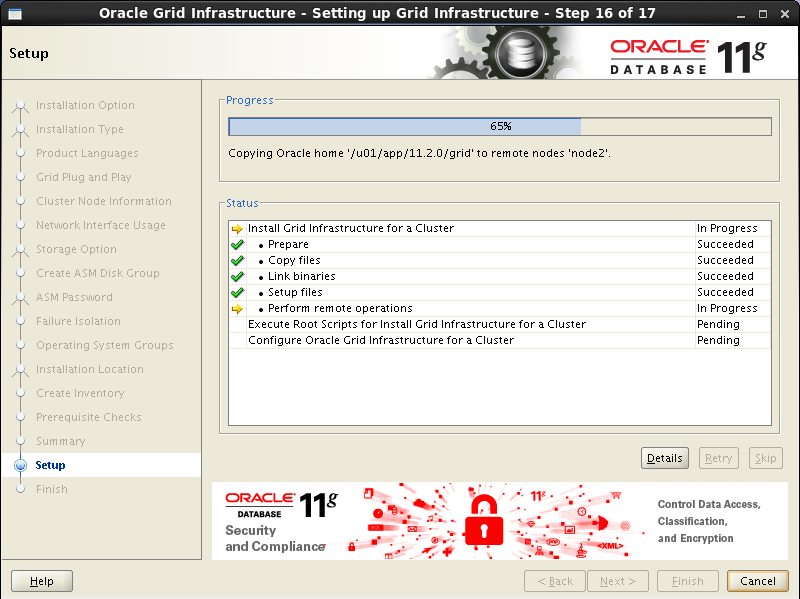 Oracle Grid Infrastructure - Setting up Grid Infrastructure - Step 16 of 17
Setup
ORACLE
DATABASE
11g
Installation Option
Installation Type
Product Languages
Grid Plug and Play
Cluster Node Information
Network Interface Usage
Storage Option
Create ASM Disk Group
ASM Password
Failure Isolation
Operating System Groups
Installation Location
Create Inventory
Prerequisite Checks
Summary
Setup
Finish
Progress
65%
Copying Oracle home '/u01/app/11.2.0/grid' to remote nodes 'node2'.
Status
Install Grid Infrastructure for a Cluster In Progress
• Prepare Succeeded
• Copy files Succeeded
• Link binaries Succeeded
• Setup files Succeeded
• Perform remote operations In Progress
Execute Root Scripts for Install Grid Infrastructure for a Cluster Pending
Configure Oracle Grid Infrastructure for a Cluster Pending
Details Retry Skip
ORACLE
DATABASE
11g
Security
and Compliance
11g
<XML>
Control Data Access,
Classification,
and Encryption
Help < Back Next > Finish Cancel